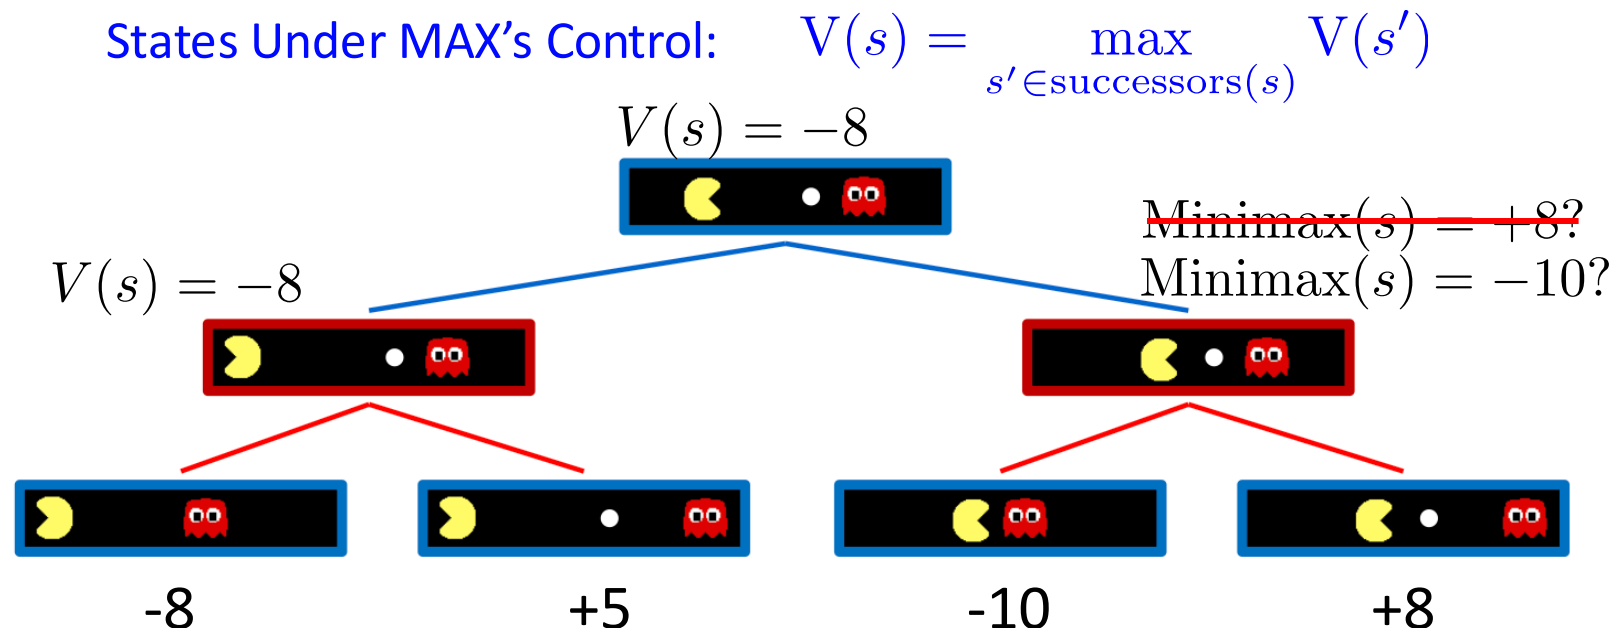 States Under MAX's Control: V(s) = max V(s′)
s′∈successors(s)
V(s) = −8
Minimax(s) = +8?
V(s) = −8
Minimax(s) = −10?
-8 +5 -10 +8